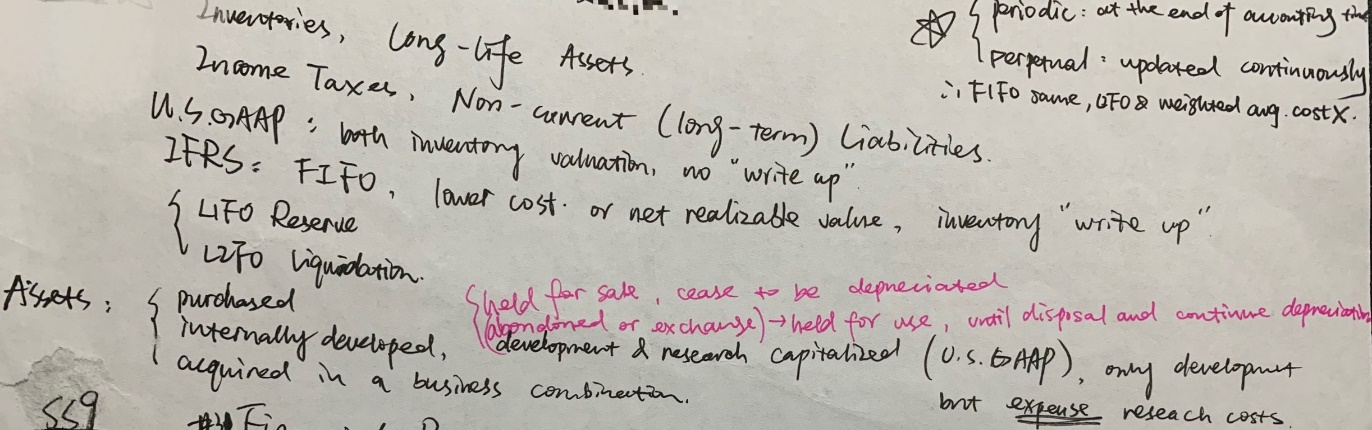 Inventories, Long-life Assets
Income Taxes, Non-current (long-term) Liabilities.
periodic: at the end of accounting time
perpetual: updated continuously
∴ FIFO same, LIFO & weighted avg. cost X.
U.S.GAAP: both inventory valuation, no "write up"
IFRS: FIFO, lower cost. or net realizable value, inventory "write up".
LIFO Reserve
LIFO Liquidation.
Assets: purchased
internally developed,
acquired in a business combination.
held for sale, cease to be depreciated
(abondoned or exchange) → held for use, until disposal and continue depreciation
development & research capitalized (U.S. GAAP), only developmet
but expense reseach costs.
SS9